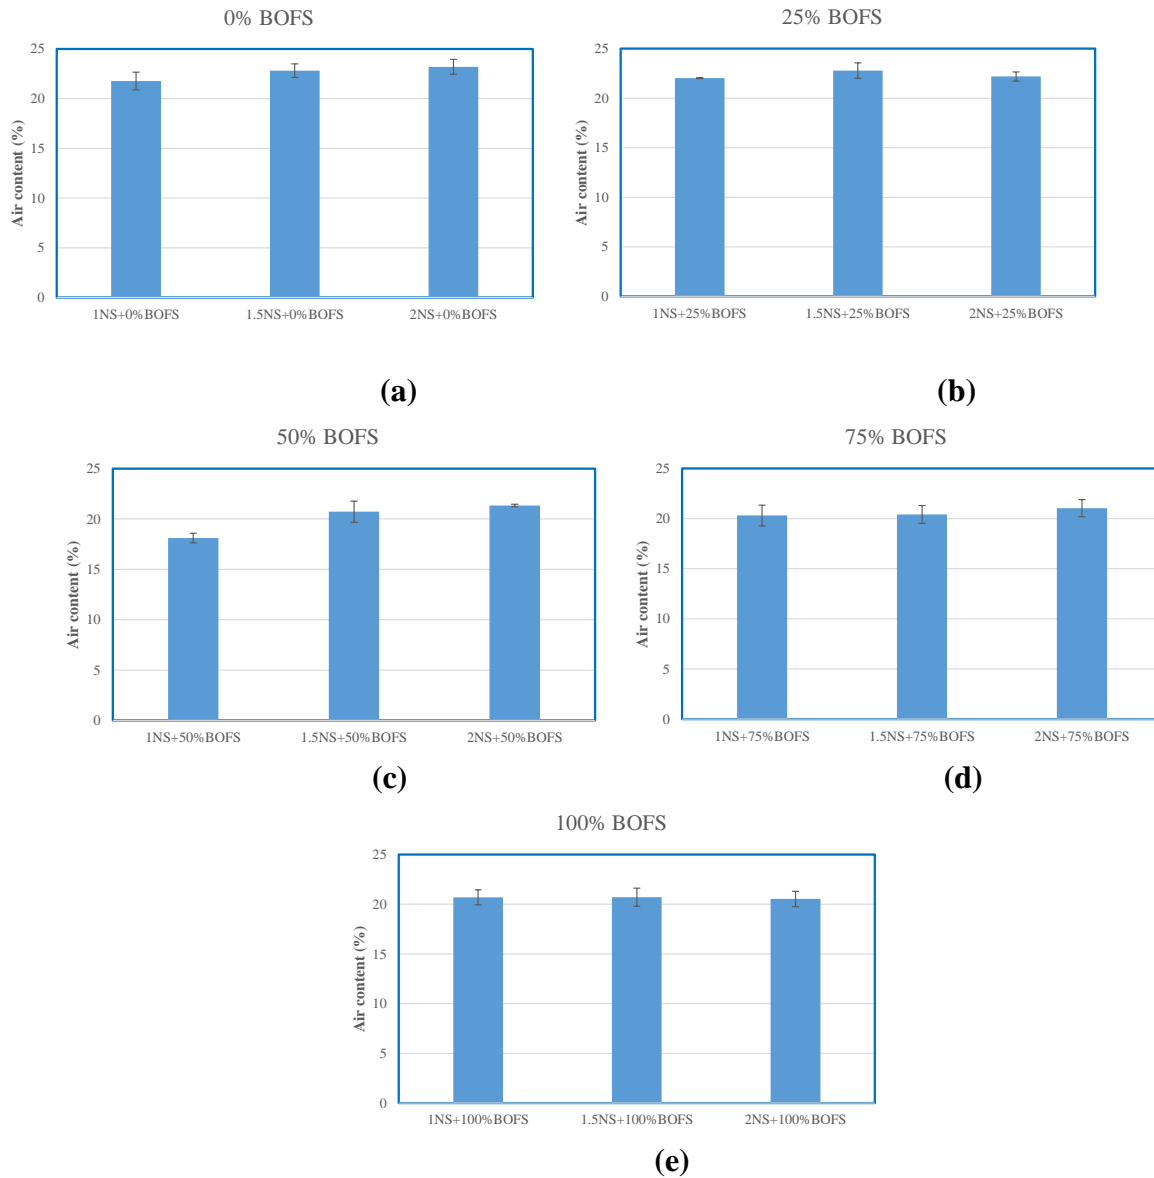 0% BOFS
25
20
15
10
5
0
Air content (%)
1NS+0%BOFS 1.5NS+0%BOFS 2NS+0%BOFS
(a)
25% BOFS
25
20
15
10
5
0
Air content (%)
1NS+25%BOFS 1.5NS+25%BOFS 2NS+25%BOFS
(b)
50% BOFS
25
20
15
10
5
0
Air content (%)
1NS+50%BOFS 1.5NS+50%BOFS 2NS+50%BOFS
(c)
75% BOFS
25
20
15
10
5
0
Air content (%)
1NS+75%BOFS 1.5NS+75%BOFS 2NS+75%BOFS
(d)
100% BOFS
25
20
15
10
5
0
Air content (%)
1NS+100%BOFS 1.5NS+100%BOFS 2NS+100%BOFS
(e)